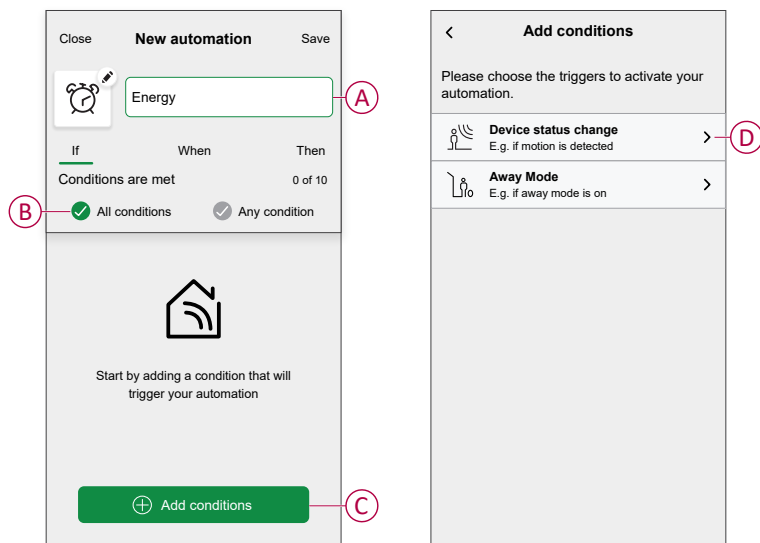 Close New automation Save
Energy
A
If When Then
Conditions are met 0 of 10
B
All conditions Any condition
Start by adding a condition that will
trigger your automation
Add conditions
C
Add conditions
Please choose the triggers to activate your
automation.
Device status change
E.g. if motion is detected
D
Away Mode
E.g. if away mode is on